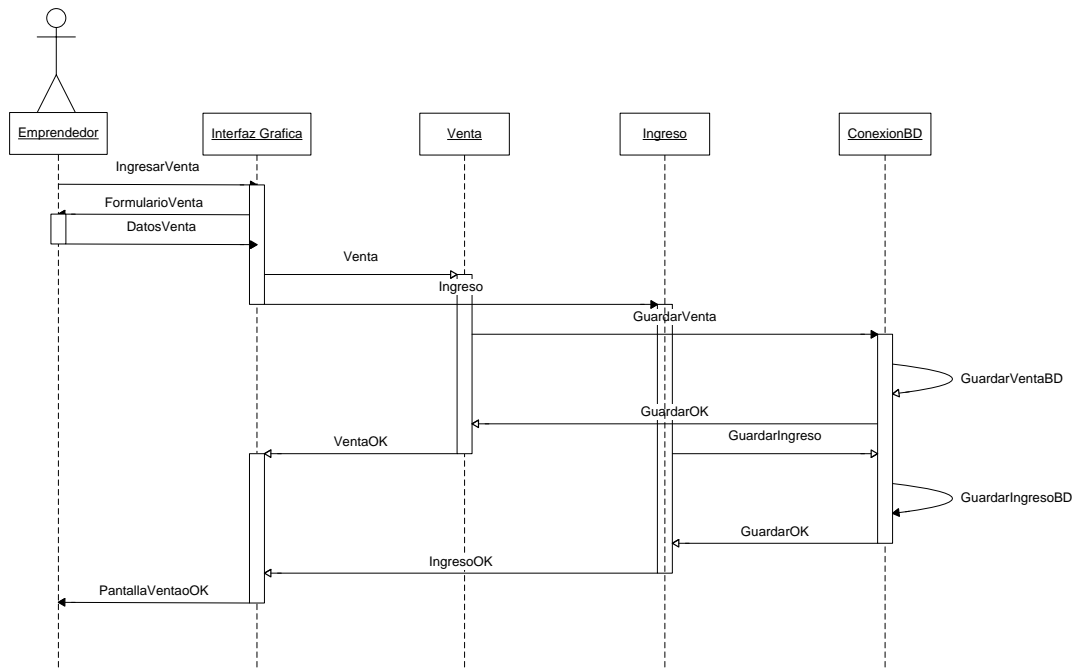 Emprendedor
Interfaz Grafica
Venta
Ingreso
ConexionBD
IngresarVenta
FormularioVenta
DatosVenta
Venta
Ingreso
GuardarVenta
GuardarVentaBD
GuardarOK
VentaOK
GuardarIngreso
GuardarIngresoBD
GuardarOK
IngresoOK
PantallaVentaoOK